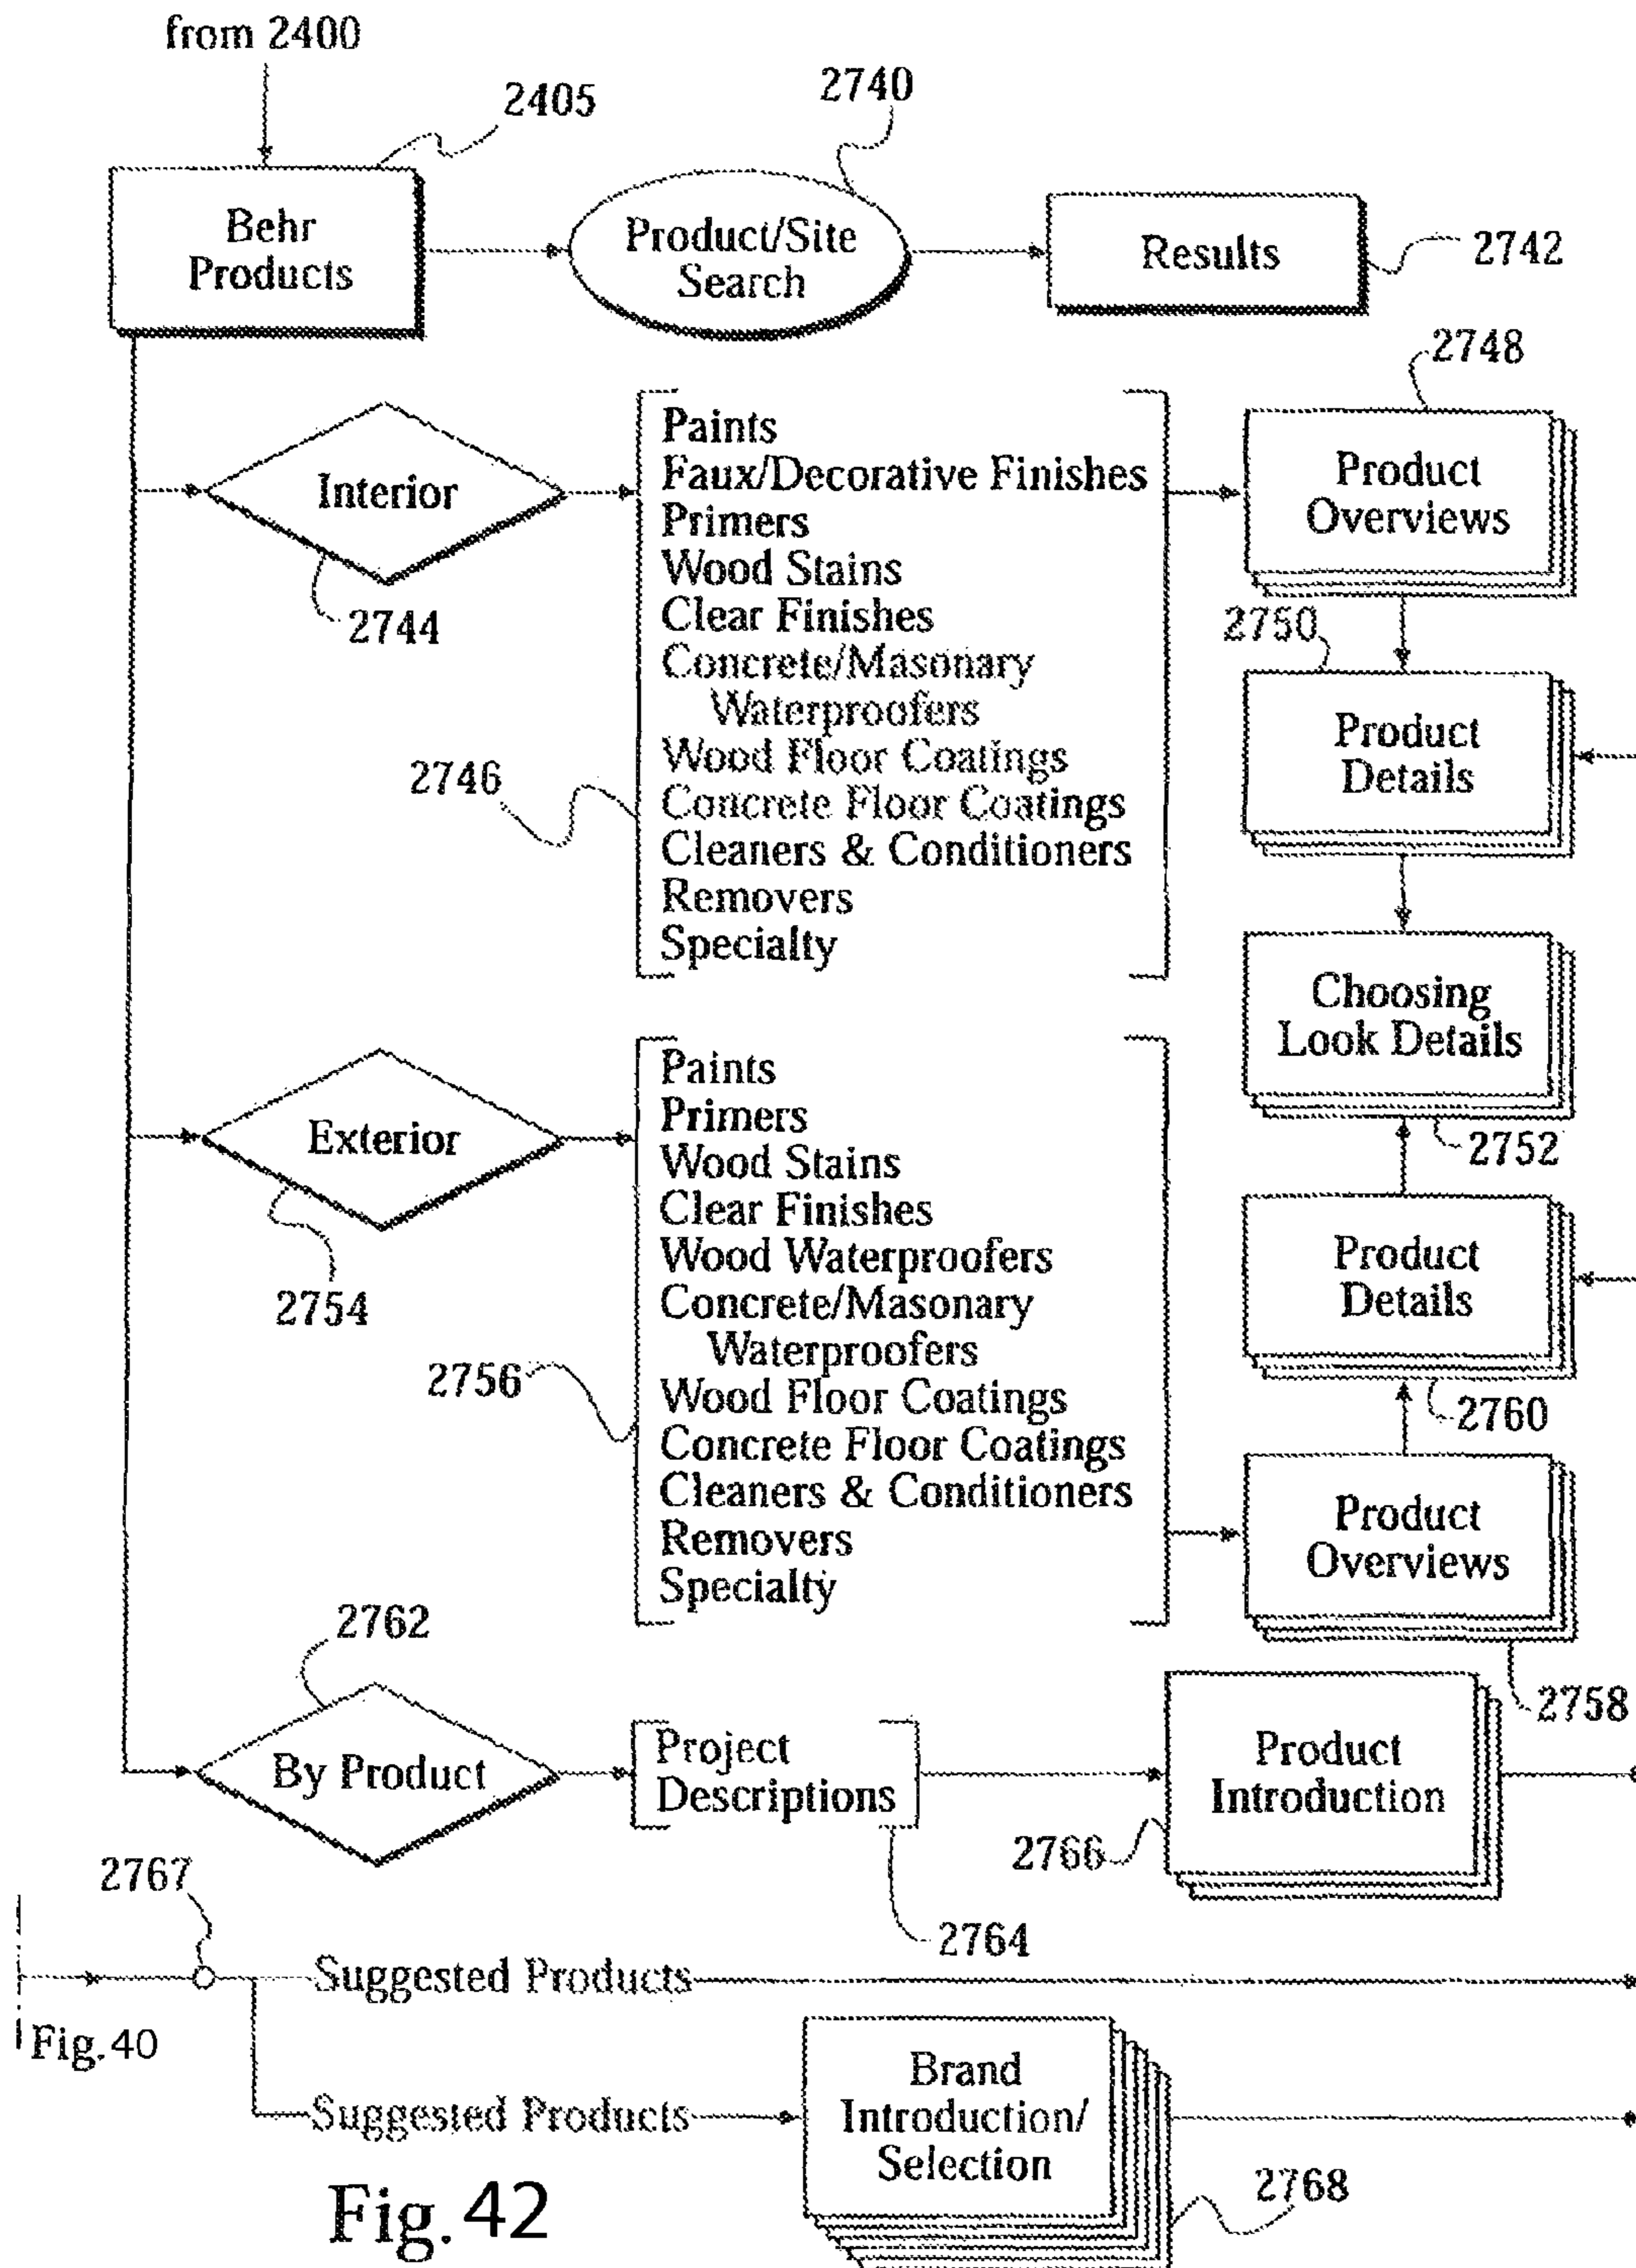 from 2400
2405
2740
Behr
Products
Product/Site
Search
Results
2742
2748
Interior
2744
Paints
Faux/Decorative Finishes
Primers
Wood Stains
Clear Finishes
Concrete/Masonary
Waterproofers
Wood Floor Coatings
Concrete Floor Coatings
Cleaners & Conditioners
Removers
Specialty
2746
Product
Overviews
2750
Product
Details
Choosing
Look Details
2752
Exterior
2754
Paints
Primers
Wood Stains
Clear Finishes
Wood Waterproofers
Concrete/Masonary
Waterproofers
Wood Floor Coatings
Concrete Floor Coatings
Cleaners & Conditioners
Removers
Specialty
2756
Product
Details
2760
Product
Overviews
2758
2762
By Product
Project
Descriptions
2764
Product
Introduction
2766
2767
Suggested Products
Fig. 40
Suggested Products
Brand
Introduction/
Selection
2768
Fig. 42